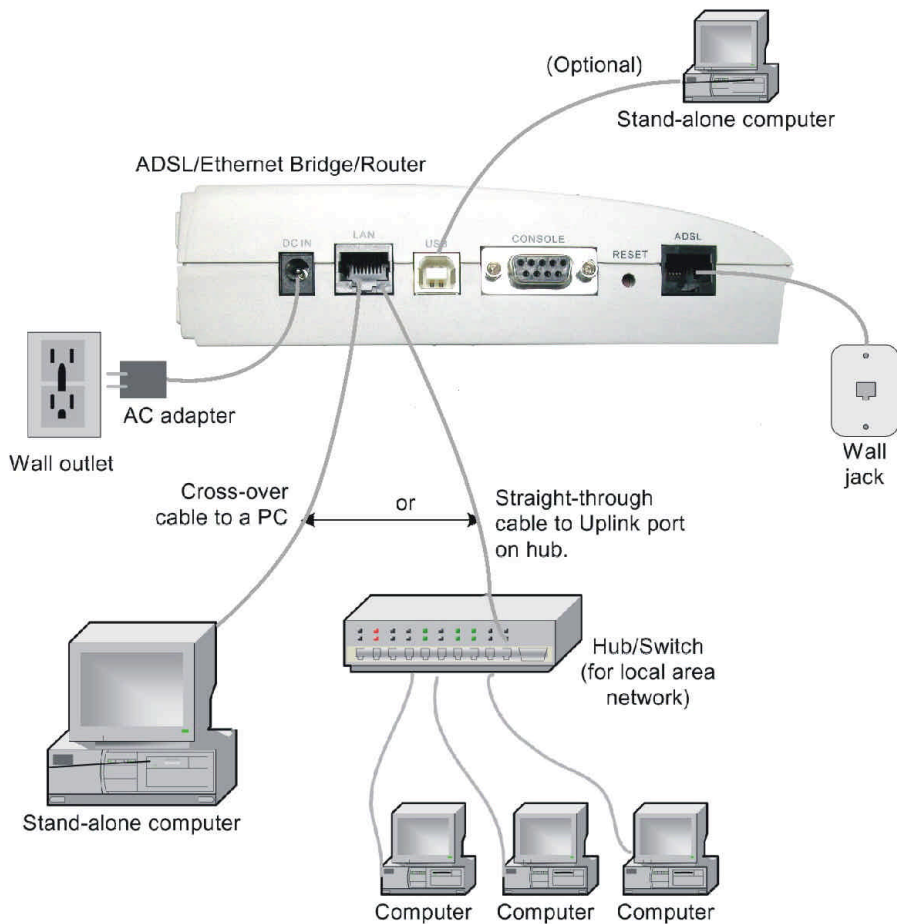 (Optional)
Stand-alone computer
ADSL/Ethernet Bridge/Router
DC IN
LAN
USB
CONSOLE
RESET
ADSL
AC adapter
Wall outlet
Wall
jack
Cross-over
cable to a PC
or
Straight-through
cable to Uplink port
on hub.
Hub/Switch
(for local area
network)
Stand-alone computer
Computer
Computer
Computer